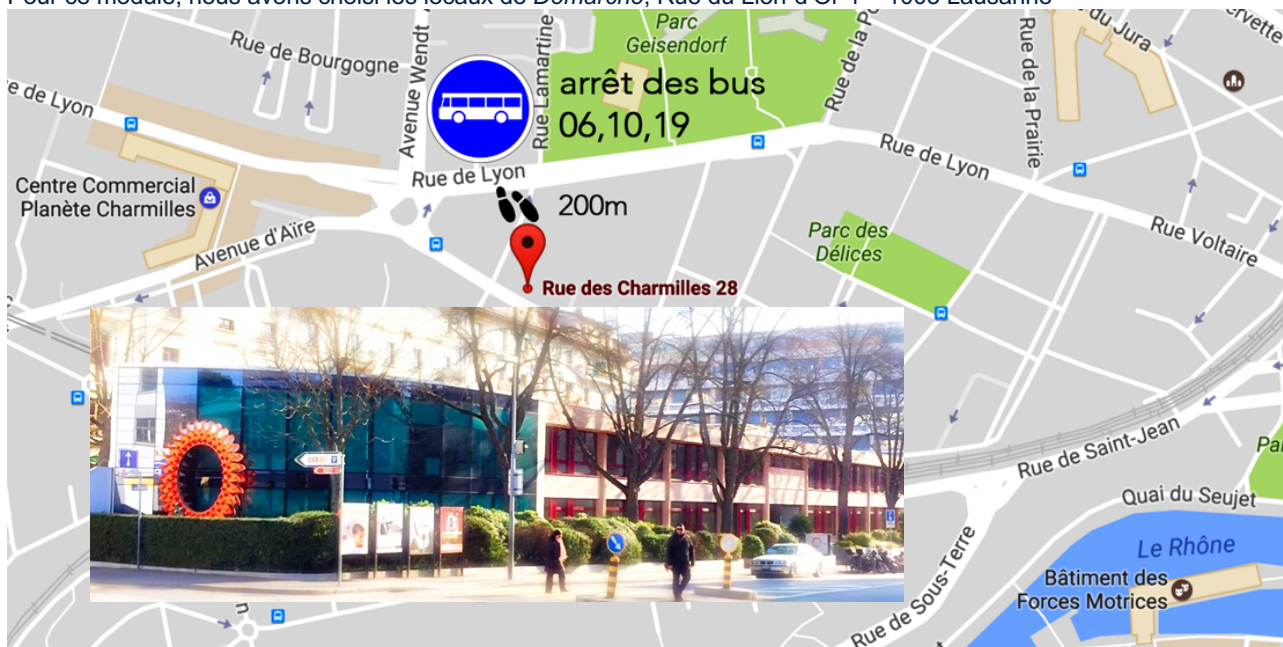 Parc
Geisendorf
Rue de Bourgogne
Avenue Wendt
Rue Lamartine
arrêt des bus
06,10,19
Rue de la Prairie
e de Lyon
Rue de Lyon
Rue de Lyon
Centre Commercial
Planète Charmilles
200m
Avenue d'Aïre
Parc des
Délices
Rue Voltaire
Rue des Charmilles 28
Rue de Saint-Jean
Quai du Seujet
Le Rhône
Bâtiment des
Forces Motrices
Rue de Sous-Terre